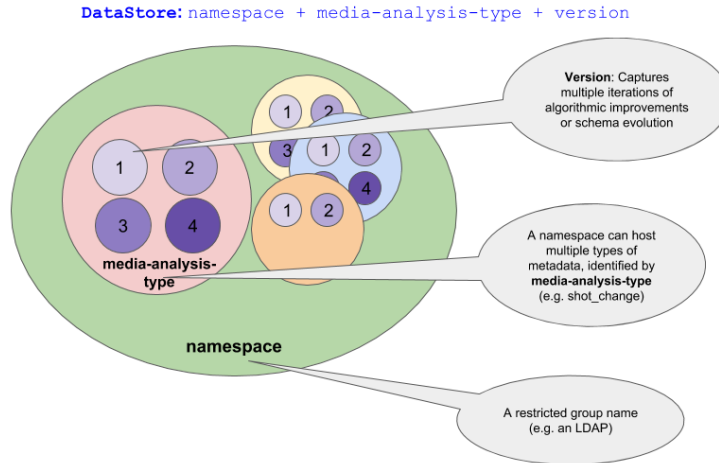 DataStore: namespace + media-analysis-type + version
Version: Captures
multiple iterations of
algorithmic improvements
or schema evolution
1 2
3
1 2
4
1 2
1 2
3 4
media-analysis-
type
A namespace can host
multiple types of
metadata, identified by
media-analysis-type
(e.g. shot_change)
namespace
A restricted group name
(e.g. an LDAP)